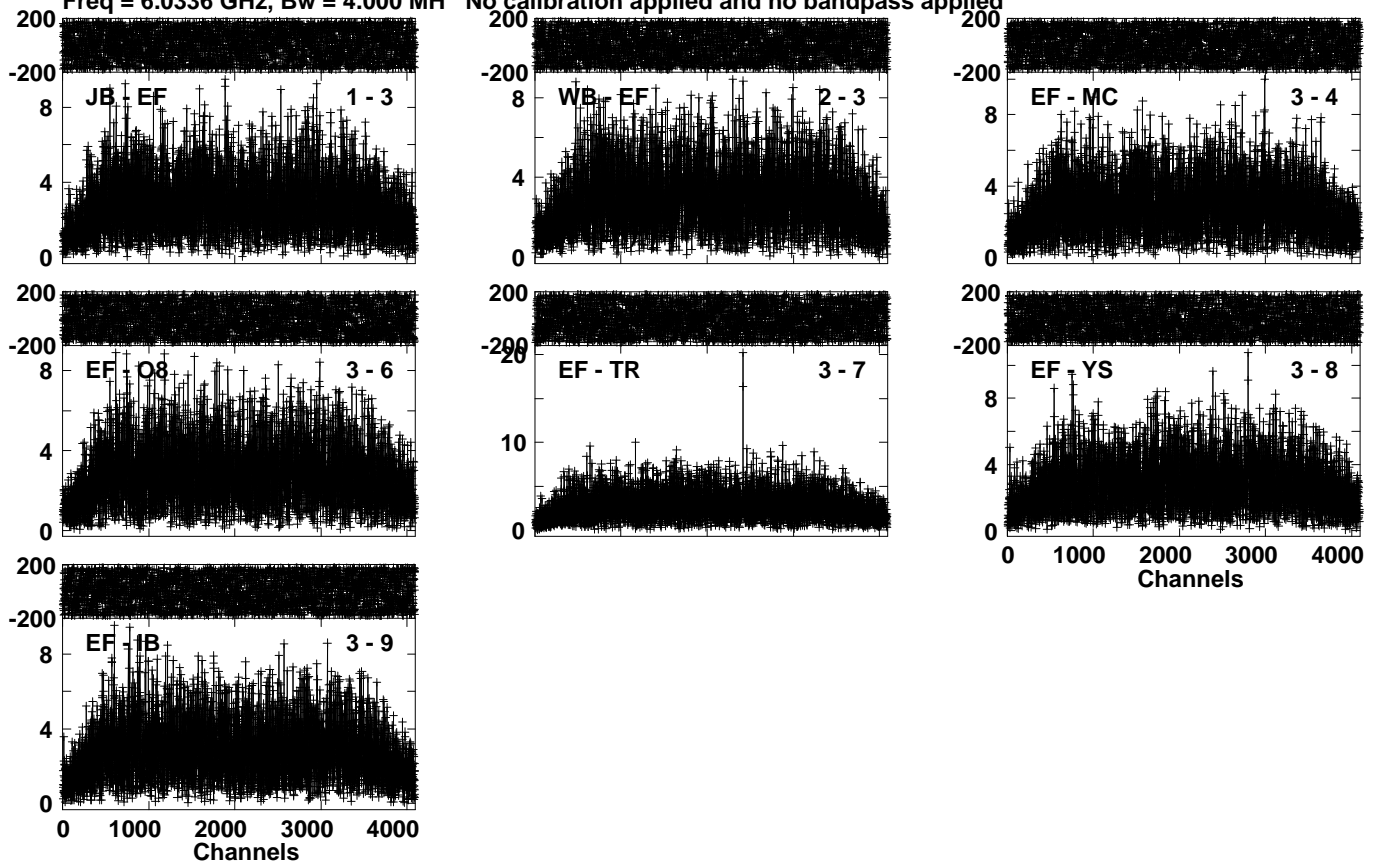 Freq = 6.0336 GHz, Bw = 4.000 MH No calibration applied and no bandpass applied
200
-200
JB - EF 1 - 3
8
4
0
200
-200
WB - EF 2 - 3
8
4
0
200
-200
EF - MC 3 - 4
8
4
0
200
-200
EF - O8 3 - 6
8
4
0
200
-200
20
EF - TR 3 - 7
10
0
200
-200
EF - YS 3 - 8
8
4
0
0 1000 2000 3000 4000
Channels
200
-200
EF - IB 3 - 9
8
4
0
0 1000 2000 3000 4000
Channels